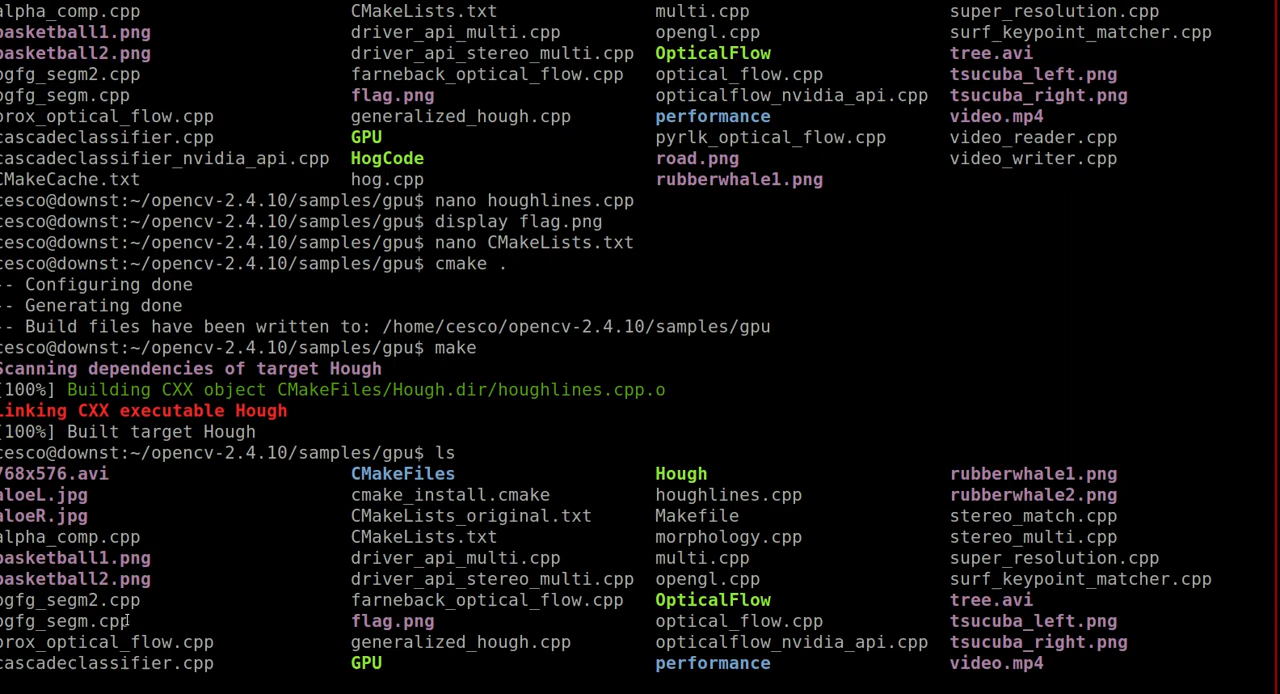 alpha_comp.cpp CMakeLists.txt multi.cpp super_resolution.cpp
basketball1.png driver_api_multi.cpp opengl.cpp surf_keypoint_matcher.cpp
basketball2.png driver_api_stereo_multi.cpp OpticalFlow tree.avi
bgfg_segm2.cpp farneback_optical_flow.cpp optical_flow.cpp tsucuba_left.png
bgfg_segm.cpp flag.png opticalflow_nvidia_api.cpp tsucuba_right.png
brox_optical_flow.cpp generalized_hough.cpp performance video.mp4
cascadeclassifier.cpp GPU pyrlk_optical_flow.cpp video_reader.cpp
cascadeclassifier_nvidia_api.cpp HogCode road.png video_writer.cpp
CMakeCache.txt hog.cpp rubberwhale1.png
cesco@downst:~/opencv-2.4.10/samples/gpu$ nano houghlines.cpp
cesco@downst:~/opencv-2.4.10/samples/gpu$ display flag.png
cesco@downst:~/opencv-2.4.10/samples/gpu$ nano CMakeLists.txt
cesco@downst:~/opencv-2.4.10/samples/gpu$ cmake .
-- Configuring done
-- Generating done
-- Build files have been written to: /home/cesco/opencv-2.4.10/samples/gpu
cesco@downst:~/opencv-2.4.10/samples/gpu$ make
Scanning dependencies of target Hough
[100%] Building CXX object CMakeFiles/Hough.dir/houghlines.cpp.o
Linking CXX executable Hough
[100%] Built target Hough
cesco@downst:~/opencv-2.4.10/samples/gpu$ ls
768x576.avi CMakeFiles Hough rubberwhale1.png
aloeL.jpg cmake_install.cmake houghlines.cpp rubberwhale2.png
aloeR.jpg CMakeLists_original.txt Makefile stereo_match.cpp
alpha_comp.cpp CMakeLists.txt morphology.cpp stereo_multi.cpp
basketball1.png driver_api_multi.cpp multi.cpp super_resolution.cpp
basketball2.png driver_api_stereo_multi.cpp opengl.cpp surf_keypoint_matcher.cpp
bgfg_segm2.cpp farneback_optical_flow.cpp OpticalFlow tree.avi
bgfg_segm.cpp flag.png optical_flow.cpp tsucuba_left.png
brox_optical_flow.cpp generalized_hough.cpp opticalflow_nvidia_api.cpp tsucuba_right.png
cascadeclassifier.cpp GPU performance video.mp4